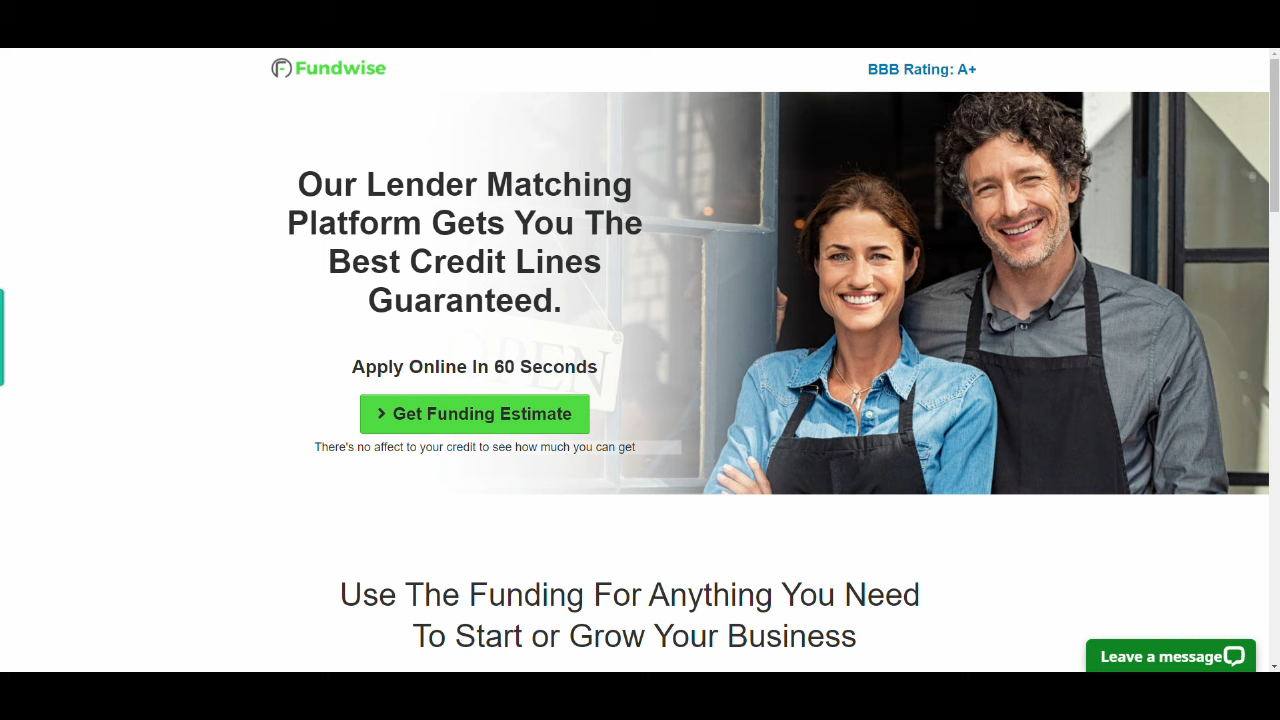 Fundwise
BBB Rating: A+
Our Lender Matching
Platform Gets You The
Best Credit Lines
Guaranteed.
OPEN
Apply Online In 60 Seconds
Get Funding Estimate
There's no affect to your credit to see how much you can get
Use The Funding For Anything You Need
To Start or Grow Your Business
Leave a message